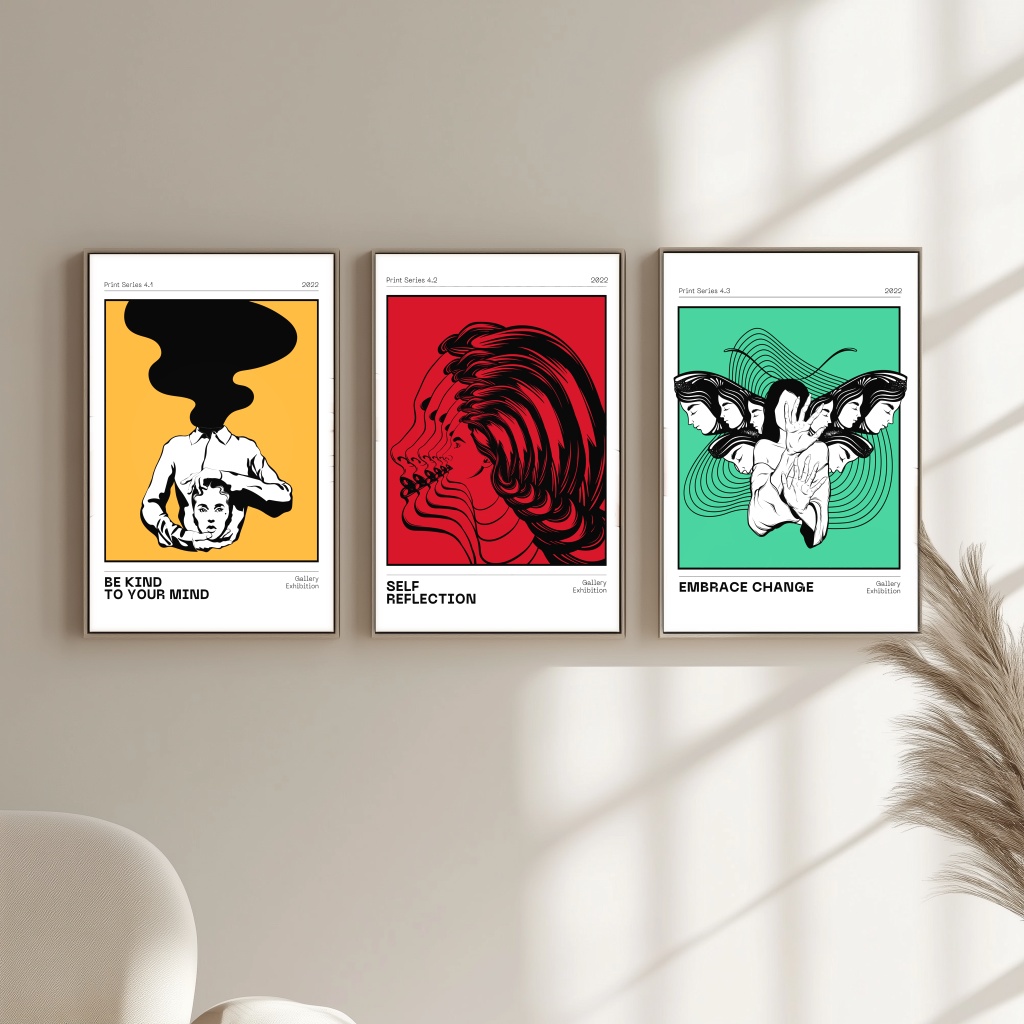 Print Series 4.1
2022
BE KIND
TO YOUR MIND
Gallery
Exhibition
Print Series 4.2
2022
SELF
REFLECTION
Gallery
Exhibition
Print Series 4.3
2022
EMBRACE CHANGE
Gallery
Exhibition